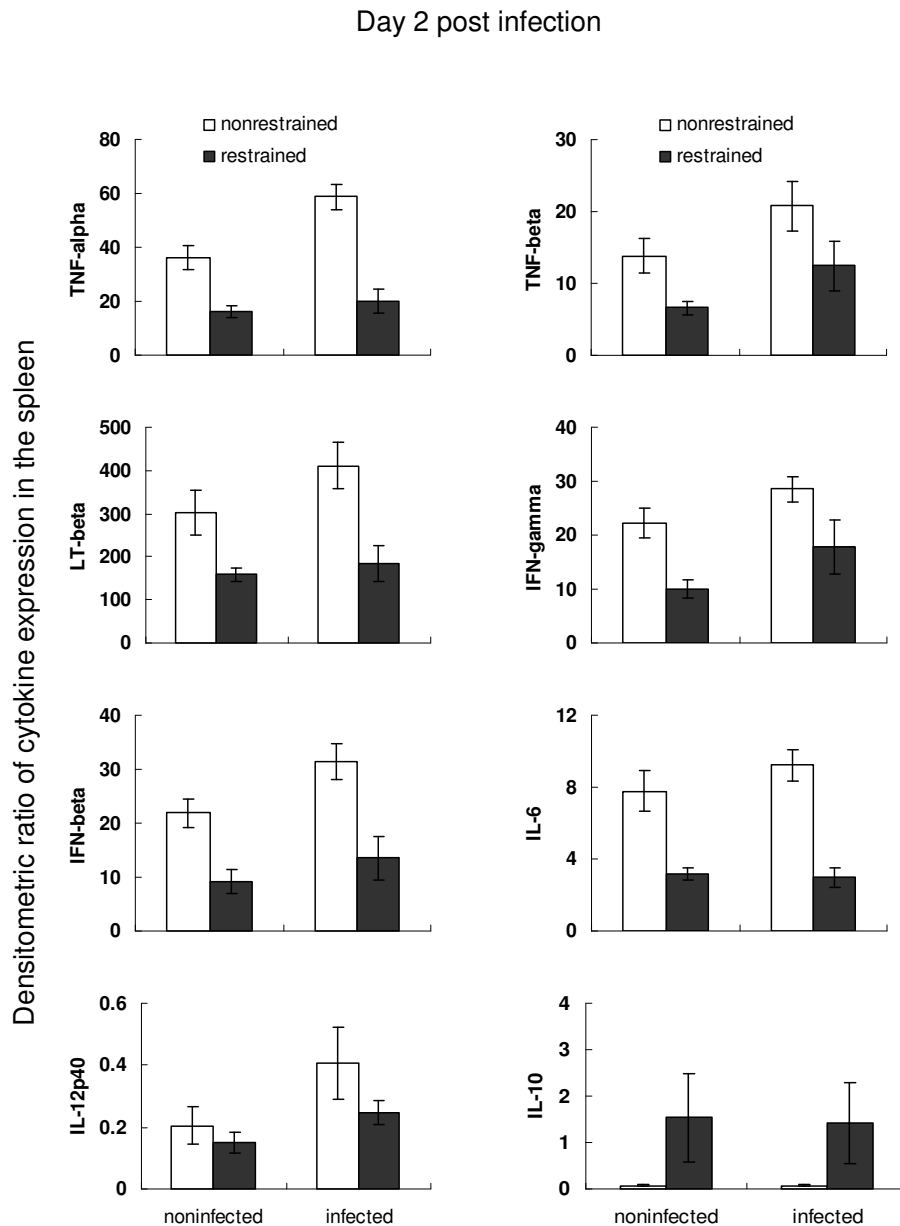 Day 2 post infection
Densitometric ratio of cytokine expression in the spleen
nonrestrained
restrained
TNF-alpha
80
60
40
20
0
nonrestrained
restrained
TNF-beta
30
20
10
0
LT-beta
500
400
300
200
100
0
IFN-gamma
40
30
20
10
0
IFN-beta
40
30
20
10
0
IL-6
12
9
6
3
0
IL-12p40
0.6
0.4
0.2
0
noninfected infected
IL-10
4
3
2
1
0
noninfected infected